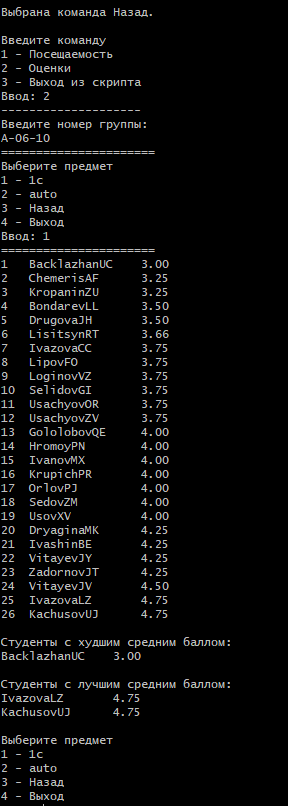 Выбрана команда Назад.
Введите команду
1 - Посещаемость
2 - Оценки
3 - Выход из скрипта
Ввод: 2
--------------------
Введите номер группы:
A-06-10
======================
Выберите предмет
1 - 1c
2 - auto
3 - Назад
4 - Выход
Ввод: 1
======================
1 BacklazhanUC 3.00
2 ChemerisAF 3.25
3 KropaninZU 3.25
4 BondarevLL 3.50
5 DrugovaJH 3.50
6 LisitsynRT 3.66
7 IvazovaCC 3.75
8 LipovFO 3.75
9 LoginovVZ 3.75
10 SelidovGI 3.75
11 UsachyovOR 3.75
12 UsachyovZV 3.75
13 GololobovQE 4.00
14 HromoyPN 4.00
15 IvanovMX 4.00
16 KrupichPR 4.00
17 OrlovPJ 4.00
18 SedovZM 4.00
19 UsovXV 4.00
20 DryaginaMK 4.25
21 IvashinBE 4.25
22 VitayevJY 4.25
23 ZadornovJT 4.25
24 VitayevJV 4.50
25 IvazovaLZ 4.75
26 KachusovUJ 4.75
Студенты с худшим средним баллом:
BacklazhanUC 3.00
Студенты с лучшим средним баллом:
IvazovaLZ 4.75
KachusovUJ 4.75
Выберите предмет
1 - 1c
2 - auto
3 - Назад
4 - Выход